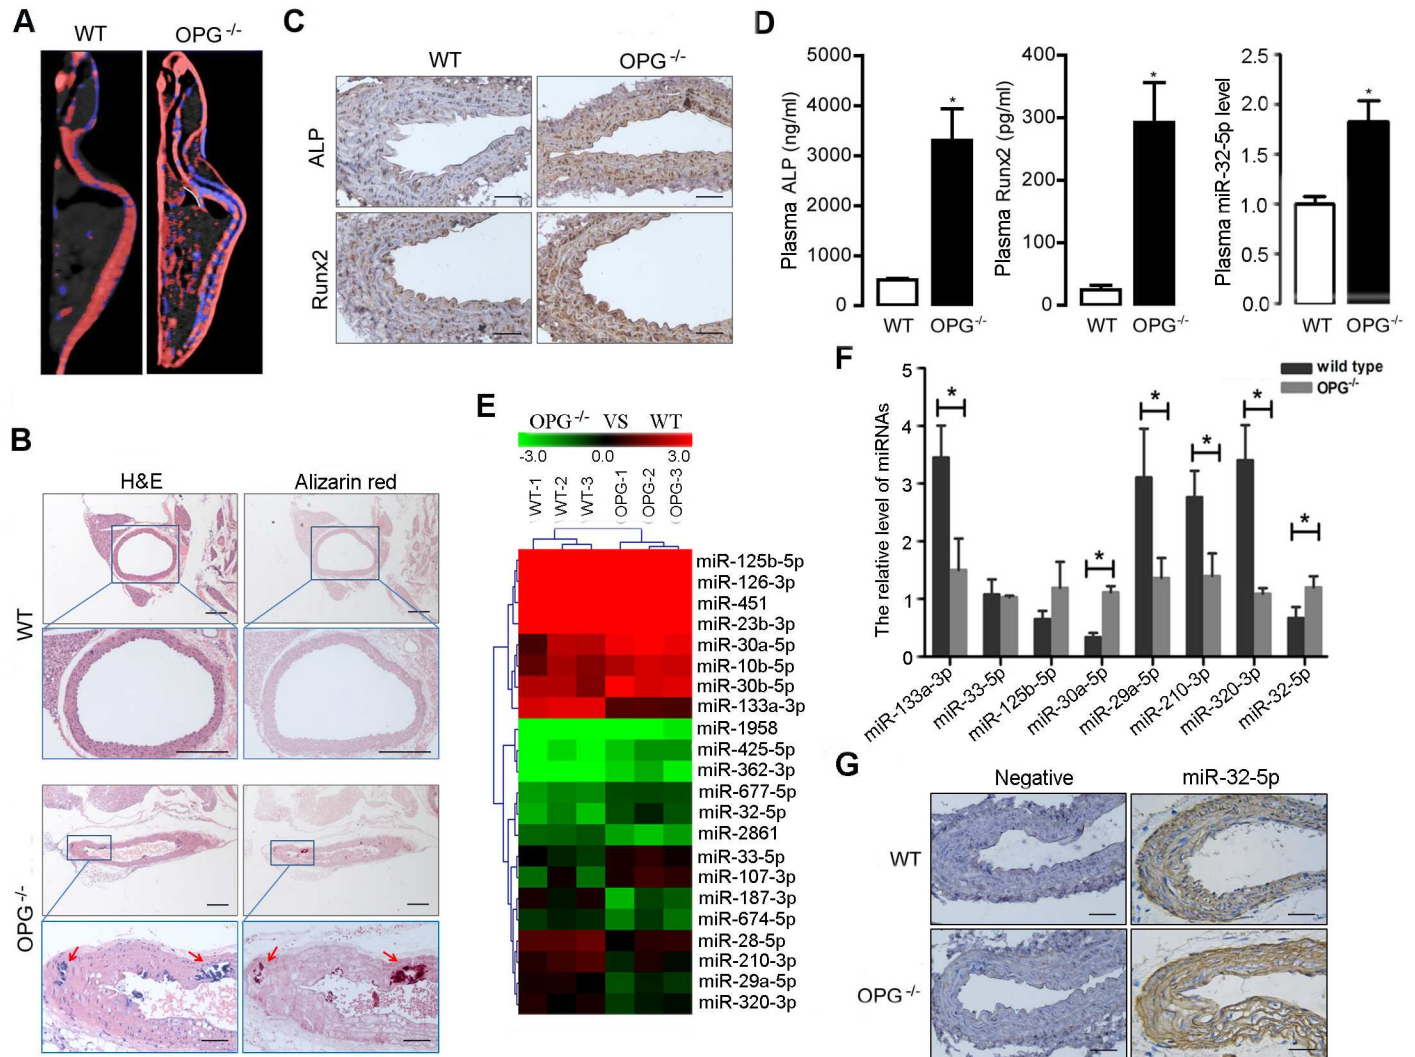 A
WT
OPG-/-
B
H&E
Alizarin red
WT
OPG-/-
C
WT
OPG-/-
ALP
Runx2
D
Plasma ALP (ng/ml)
5000
4000
3000
2000
1000
0
*
WT
OPG-/-
Plasma Runx2 (pg/ml)
400
300
200
100
0
*
WT
OPG-/-
Plasma miR-32-5p level
2.5
2.0
1.5
1.0
0.5
0.0
*
WT
OPG-/-
E
OPG-/- VS WT
-3.0 0.0 3.0
WT-1
WT-2
WT-3
OPG-1
OPG-2
OPG-3
miR-125b-5p
miR-126-3p
miR-451
miR-23b-3p
miR-30a-5p
miR-10b-5p
miR-30b-5p
miR-133a-3p
miR-1958
miR-425-5p
miR-362-3p
miR-677-5p
miR-32-5p
miR-2861
miR-33-5p
miR-107-3p
miR-187-3p
miR-674-5p
miR-28-5p
miR-210-3p
miR-29a-5p
miR-320-3p
F
wild type
OPG-/-
The relative level of miRNAs
5
4
3
2
1
0
*
*
*
*
*
*
miR-133a-3p
miR-33-5p
miR-125b-5p
miR-30a-5p
miR-29a-5p
miR-210-3p
miR-320-3p
miR-32-5p
G
Negative
miR-32-5p
WT
OPG-/-